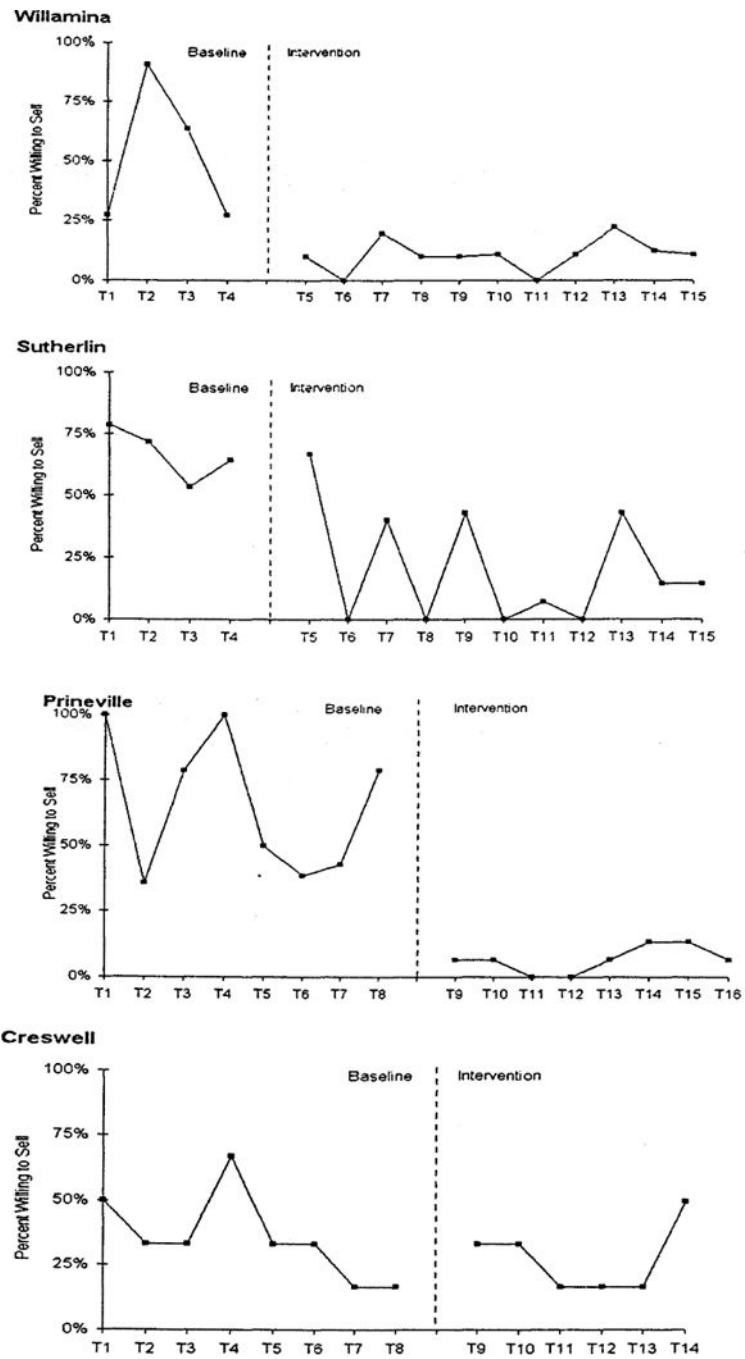 Willamina
100%
Baseline
Intervention
75%
50%
25%
0%
Percent Willing to Sell
T1 T2 T3 T4 T5 T6 T7 T8 T9 T10 T11 T12 T13 T14 T15
Sutherlin
100%
Baseline
Intervention
75%
50%
25%
0%
Percent Willing to Sell
T1 T2 T3 T4 T5 T6 T7 T8 T9 T10 T11 T12 T13 T14 T15
Prineville
100%
Baseline
Intervention
75%
50%
25%
0%
Percent Willing to Sell
T1 T2 T3 T4 T5 T6 T7 T8 T9 T10 T11 T12 T13 T14 T15 T16
Creswell
100%
Baseline
Intervention
75%
50%
25%
0%
Percent Willing to Sell
T1 T2 T3 T4 T5 T6 T7 T8 T9 T10 T11 T12 T13 T14